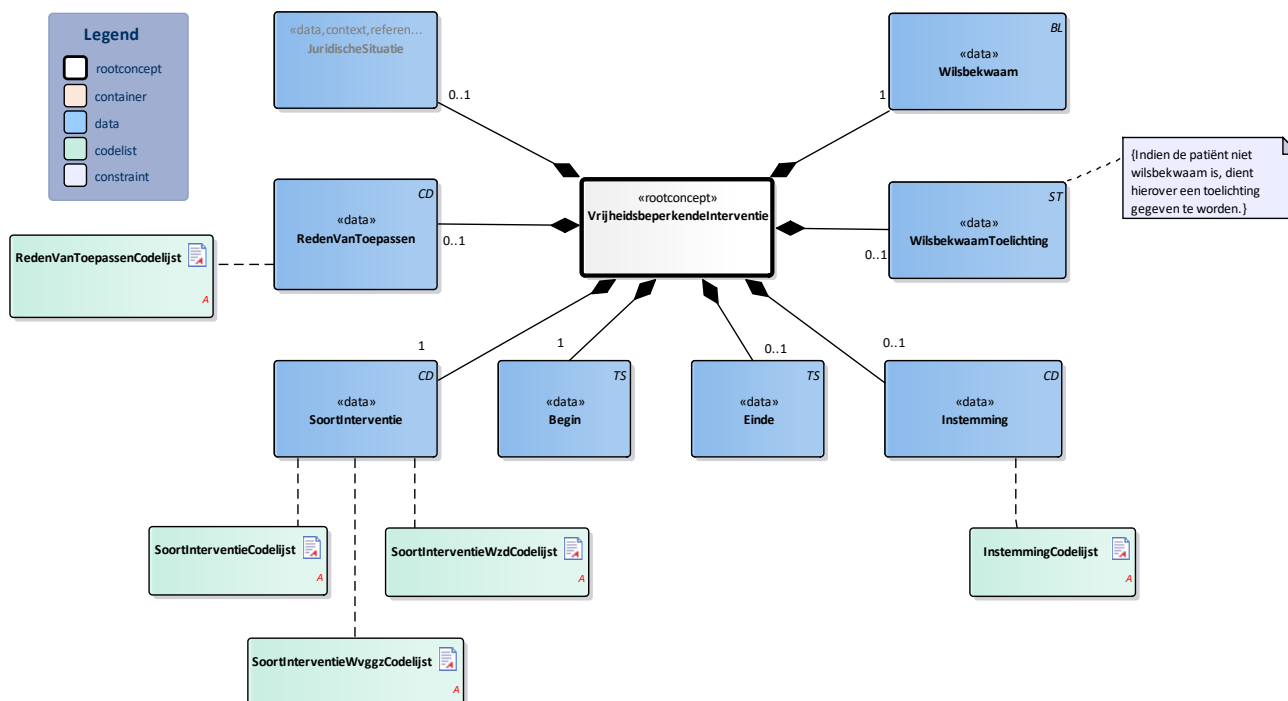 Legend
rootconcept
container
data
codelist
constraint
«data,context,referen...
JuridischeSituatie
0..1
BL
«data»
Wilsbekwaam
1
{Indien de patiënt niet
wilsbekwaam is, dient
hierover een toelichting
gegeven te worden.}
CD
«data»
RedenVanToepassen
0..1
«rootconcept»
VrijheidsbeperkendeInterventie
ST
«data»
WilsbekwaamToelichting
0..1
RedenVanToepassenCodelijst
A
1
CD
«data»
SoortInterventie
1
TS
«data»
Begin
0..1
TS
«data»
Einde
0..1
CD
«data»
Instemming
SoortInterventieCodelijst
A
SoortInterventieWzdCodelijst
A
InstemmingCodelijst
A
SoortInterventieWvggzCodelijst
A